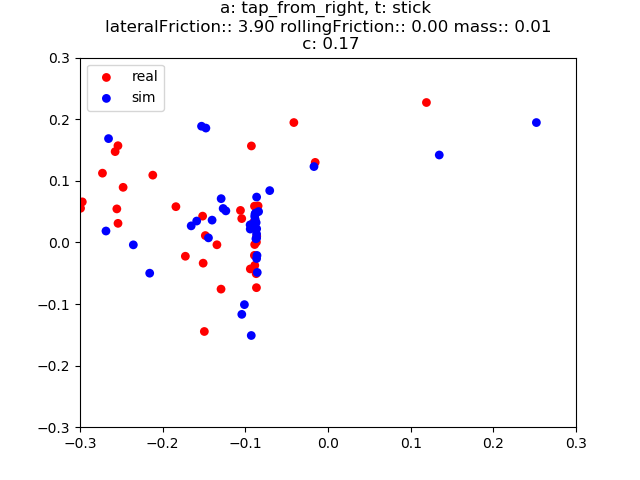 a: tap_from_right, t: stick
lateralFriction:: 3.90 rollingFriction:: 0.00 mass:: 0.01
c: 0.17
real
sim
0.3
0.2
0.1
0.0
−0.1
−0.2
−0.3
−0.3 −0.2 −0.1 0.0 0.1 0.2 0.3